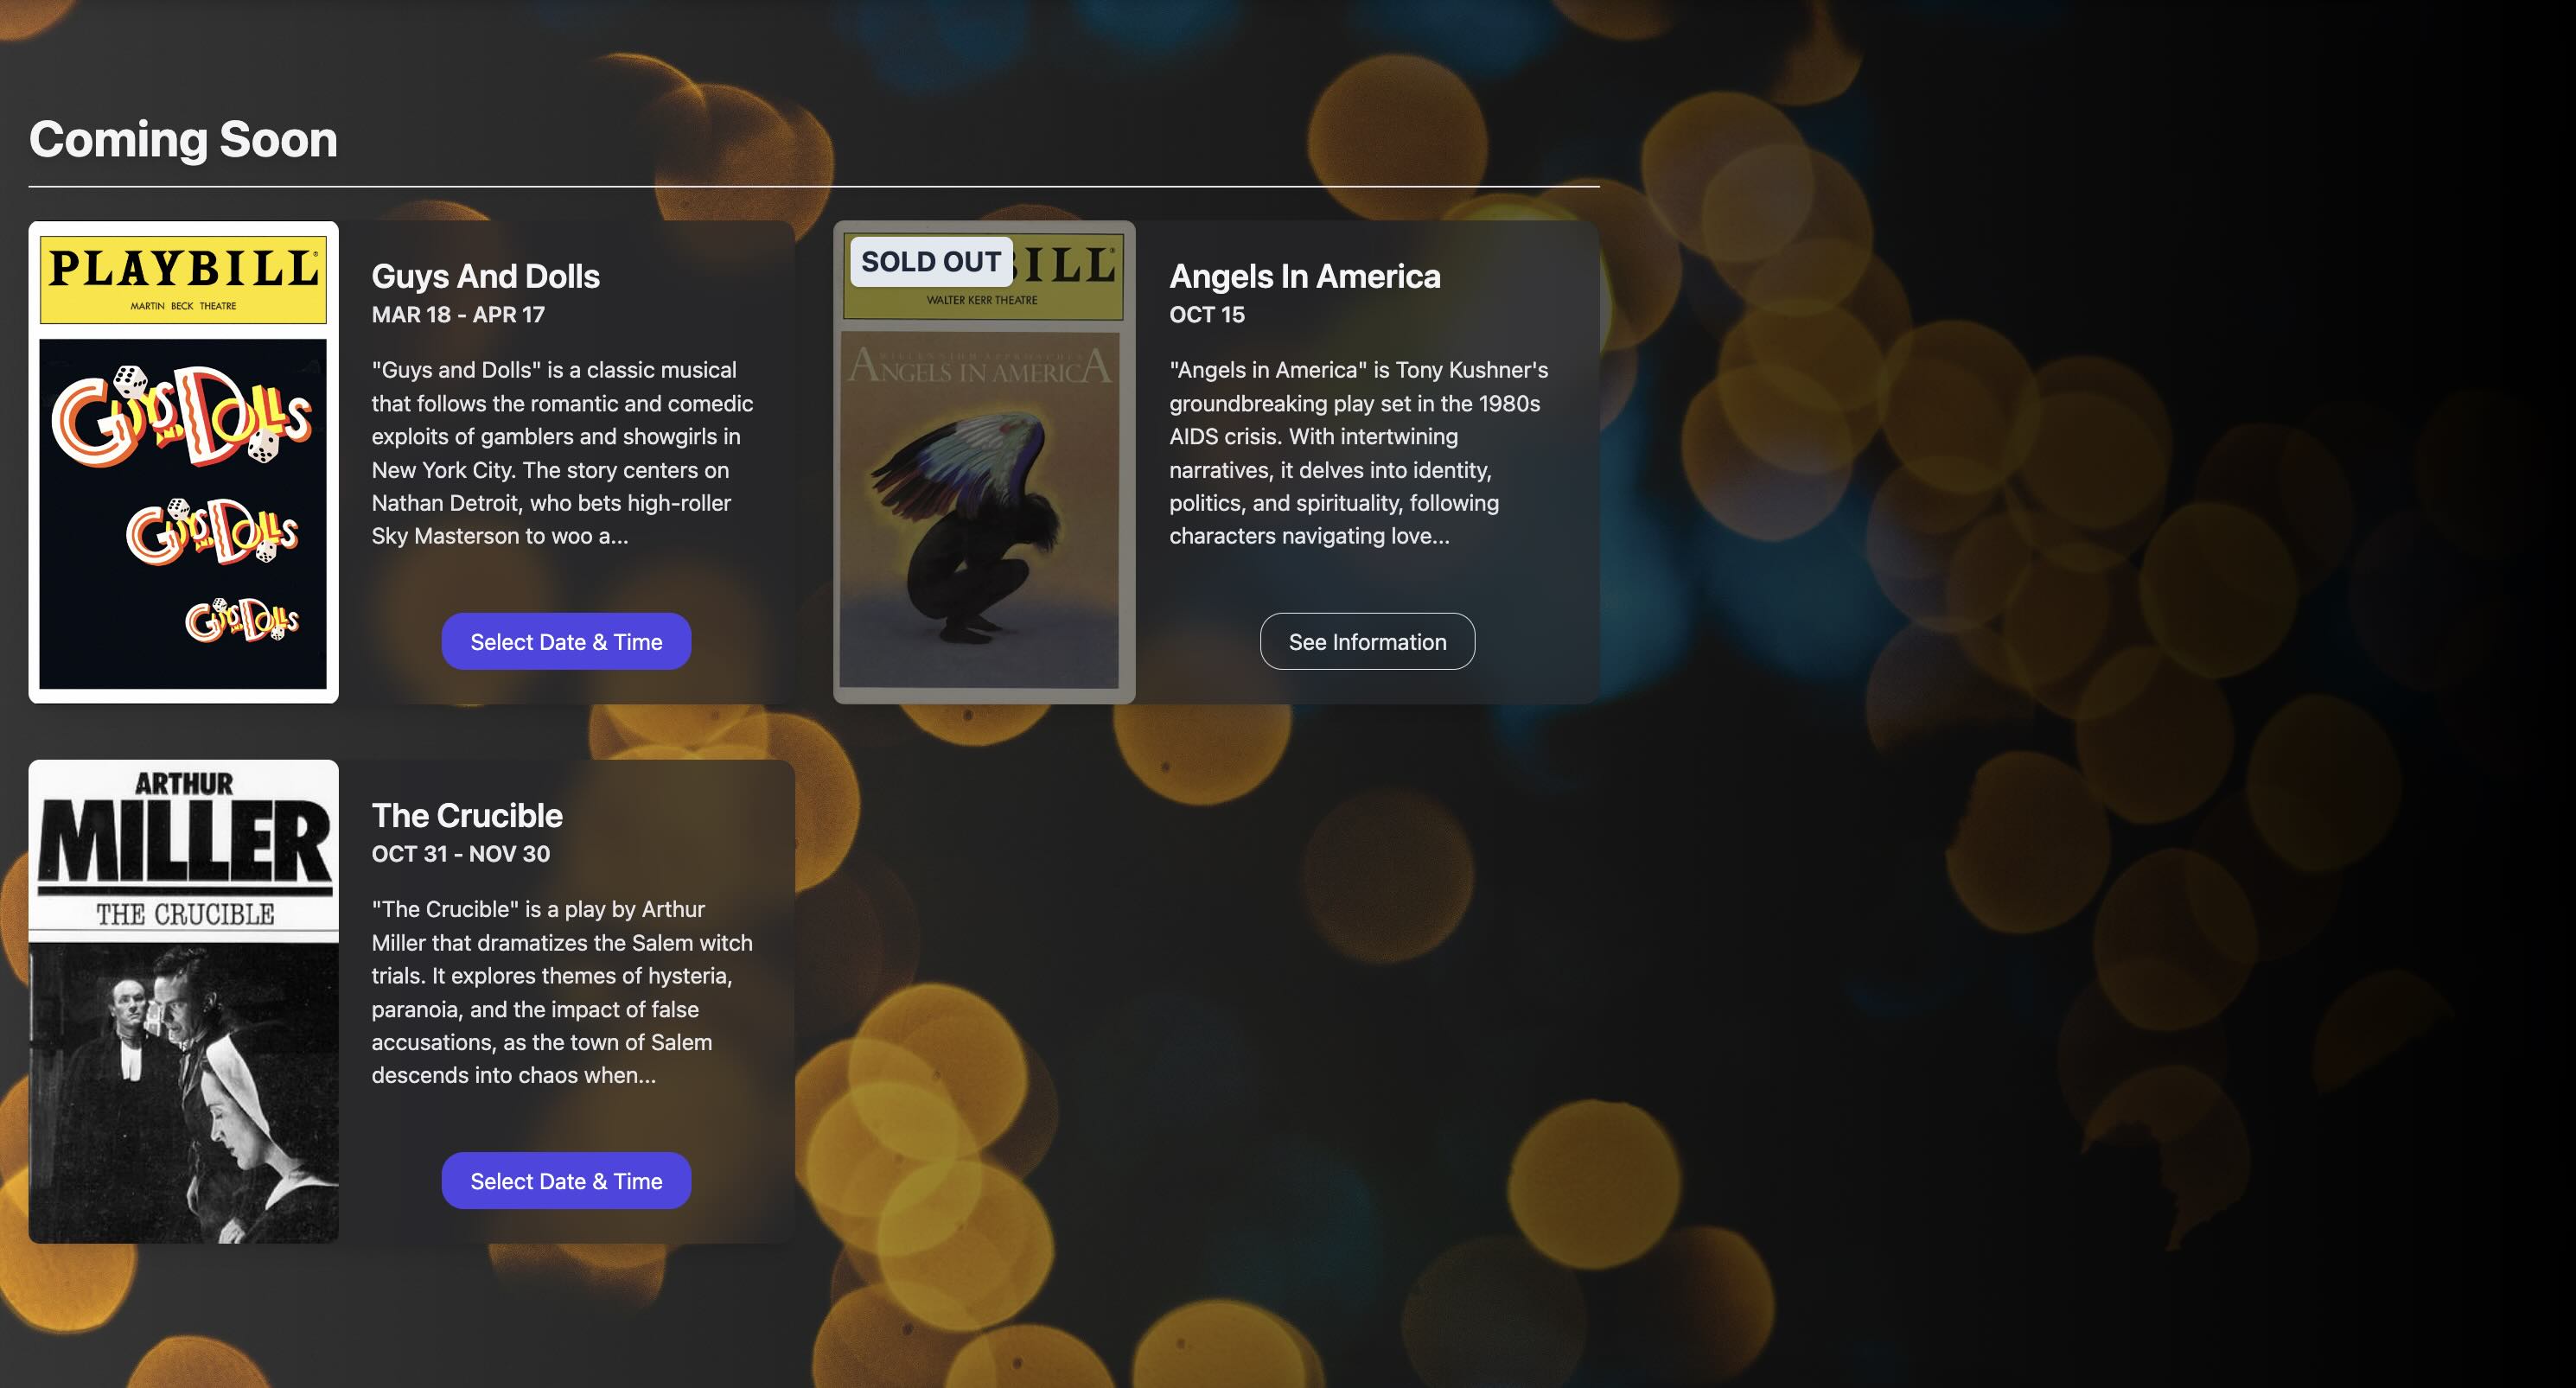 Coming Soon
PLAYBILL®
MARTIN BECK THEATRE
GUYS AND DOLLS
GUYS AND DOLLS
GUYS AND DOLLS
Guys And Dolls
MAR 18 - APR 17
"Guys and Dolls" is a classic musical
that follows the romantic and comedic
exploits of gamblers and showgirls in
New York City. The story centers on
Nathan Detroit, who bets high-roller
Sky Masterson to woo a...
Select Date & Time
SOLD OUT
BILL®
WALTER KERR THEATRE
MILLENNIUM APPROACHES
ANGELS IN AMERICA
Angels In America
OCT 15
"Angels in America" is Tony Kushner's
groundbreaking play set in the 1980s
AIDS crisis. With intertwining
narratives, it delves into identity,
politics, and spirituality, following
characters navigating love...
See Information
ARTHUR
MILLER
THE CRUCIBLE
The Crucible
OCT 31 - NOV 30
"The Crucible" is a play by Arthur
Miller that dramatizes the Salem witch
trials. It explores themes of hysteria,
paranoia, and the impact of false
accusations, as the town of Salem
descends into chaos when...
Select Date & Time